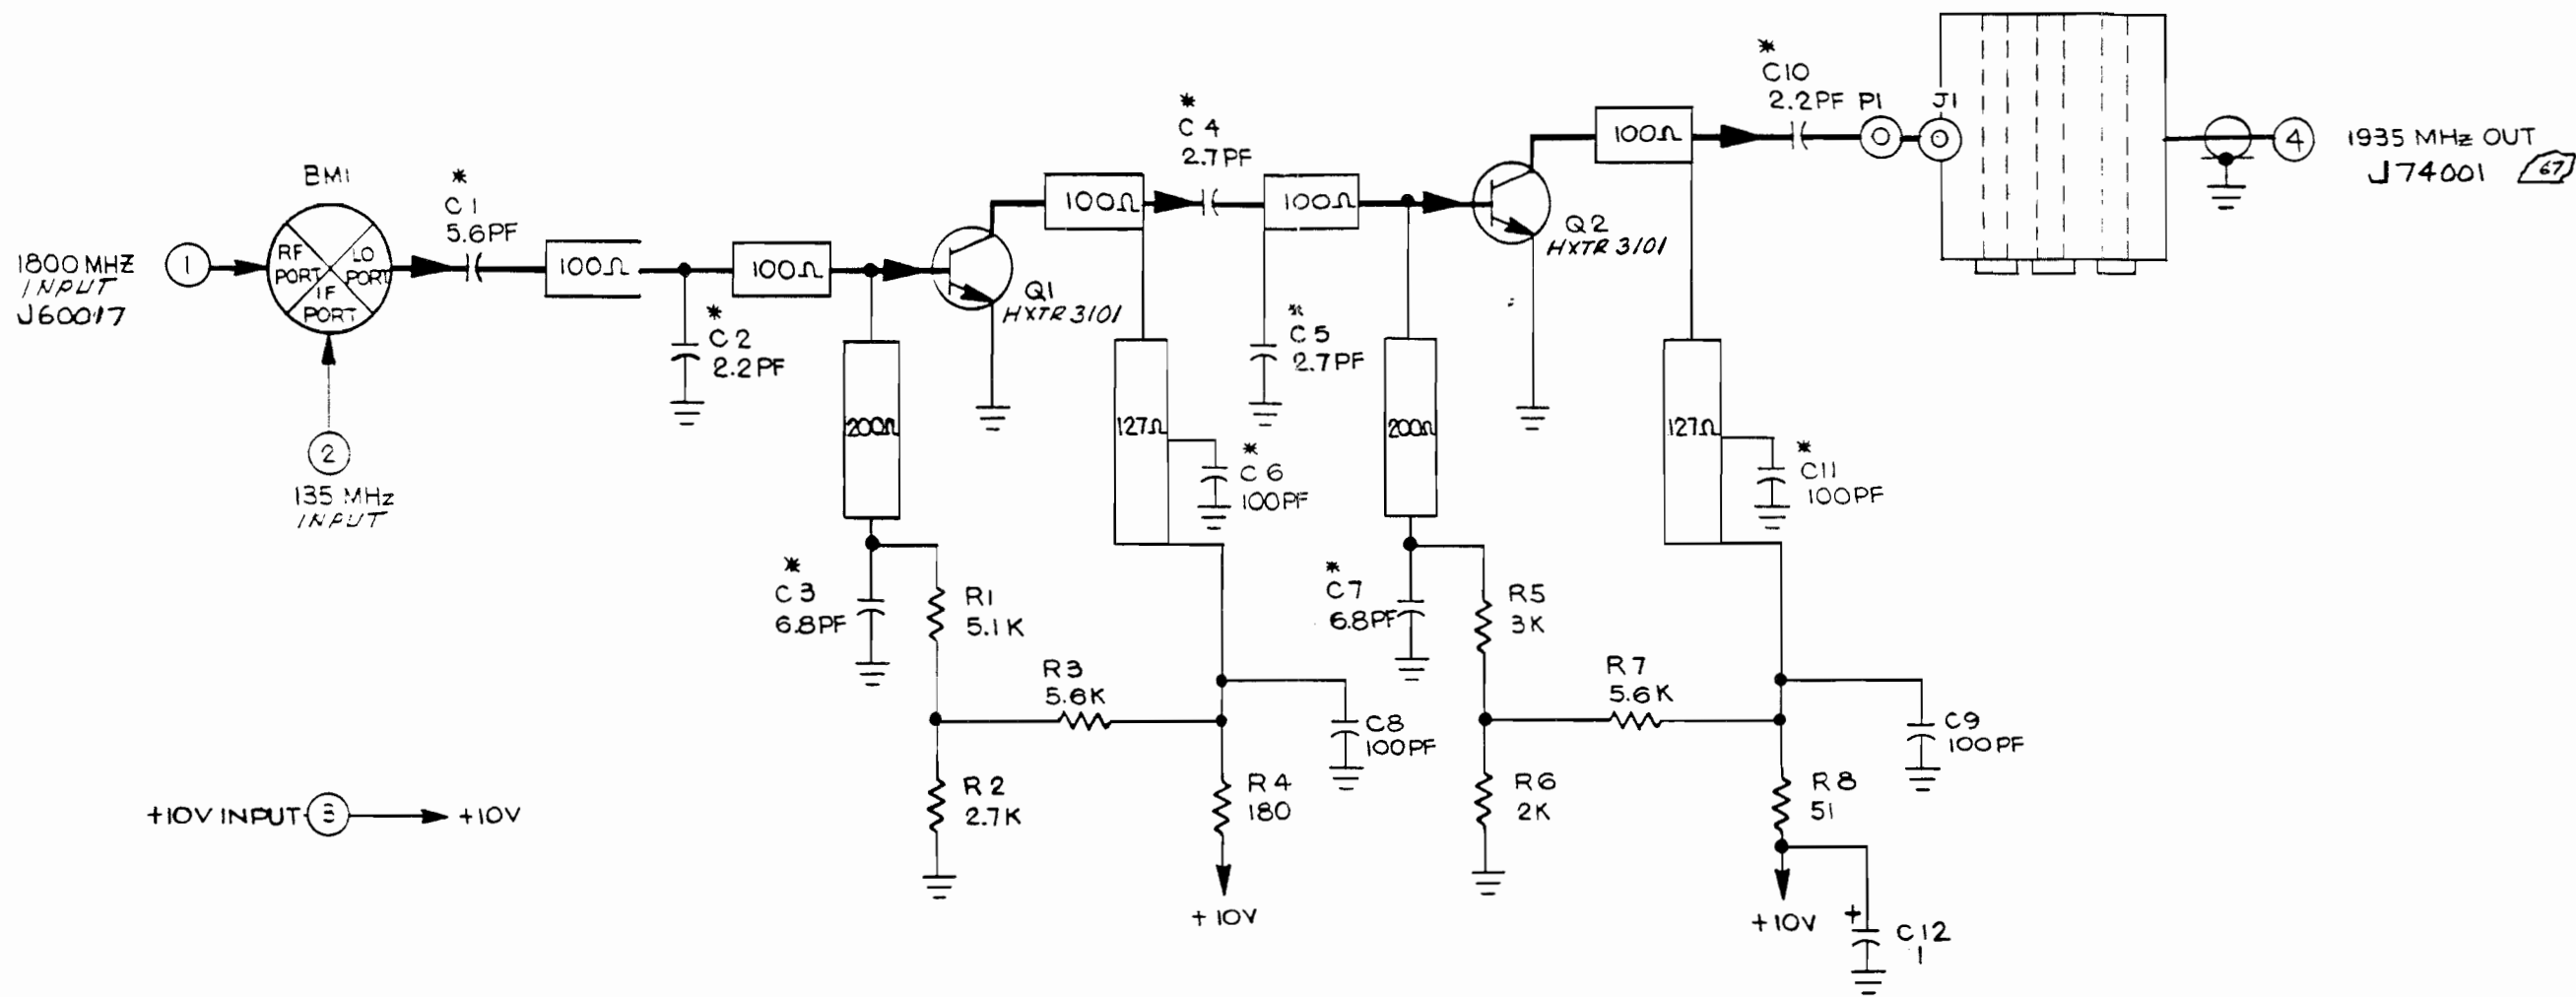 BM1
RF PORT
LO PORT
IF PORT
1800 MHZ
INPUT
J60017
1
2
135 MHz
INPUT
*
C1
5.6PF
100Ω
100Ω
*
C2
2.2PF
200Ω
*
C3
6.8PF
Q1
HXTR 3101
100Ω
*
C4
2.7PF
100Ω
*
C5
2.7PF
127Ω
*
C6
100PF
R1
5.1K
R3
5.6K
R2
2.7K
R4
180
C8
100PF
+10V
Q2
HXTR 3101
200Ω
*
C7
6.8PF
100Ω
*
C10
2.2PF
P1
J1
4
1935 MHz OUT
J74001
67
127Ω
*
C11
100PF
R5
3K
R7
5.6K
R6
2K
R8
51
C9
100PF
+10V
+
C12
1
+10V INPUT
3
+10V